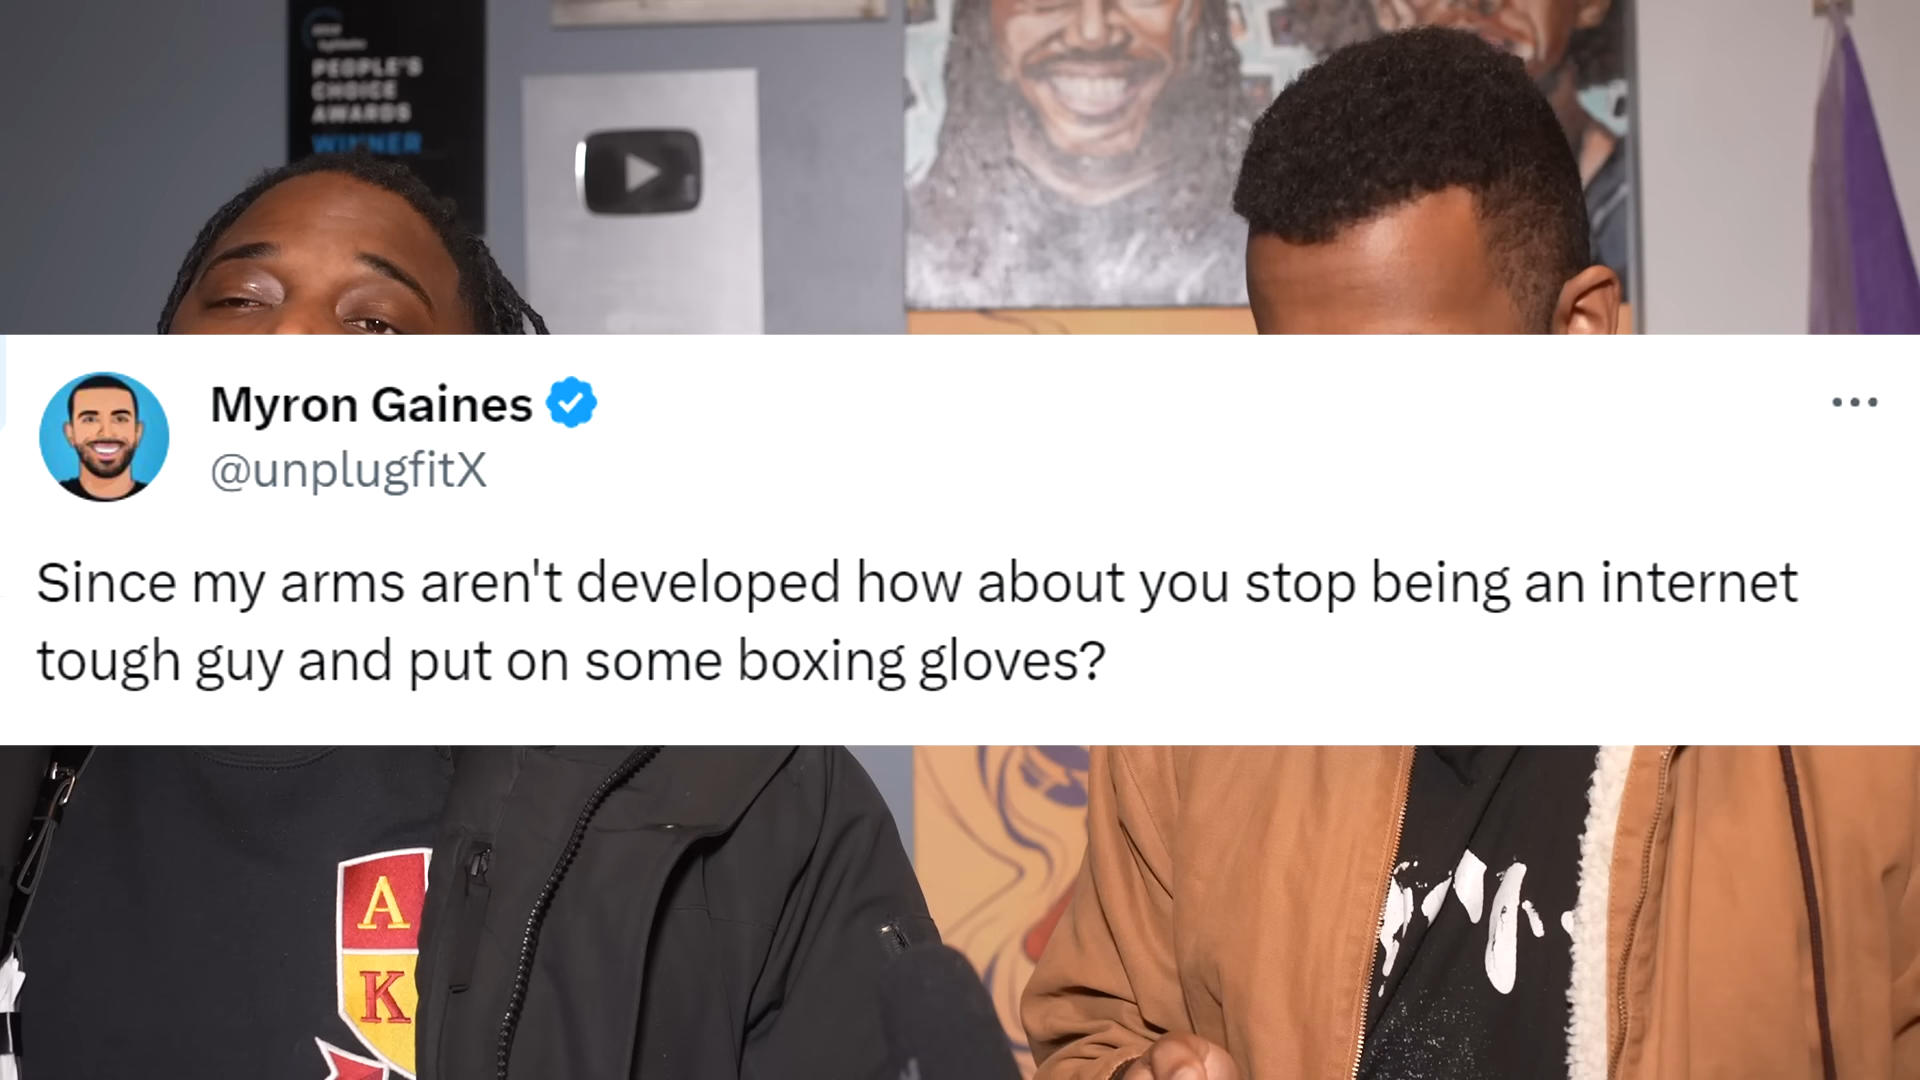 PEOPLE'S
CHOICE
AWARDS
WINNER
Myron Gaines
@unplugfitX
Since my arms aren't developed how about you stop being an internet
tough guy and put on some boxing gloves?
A
K